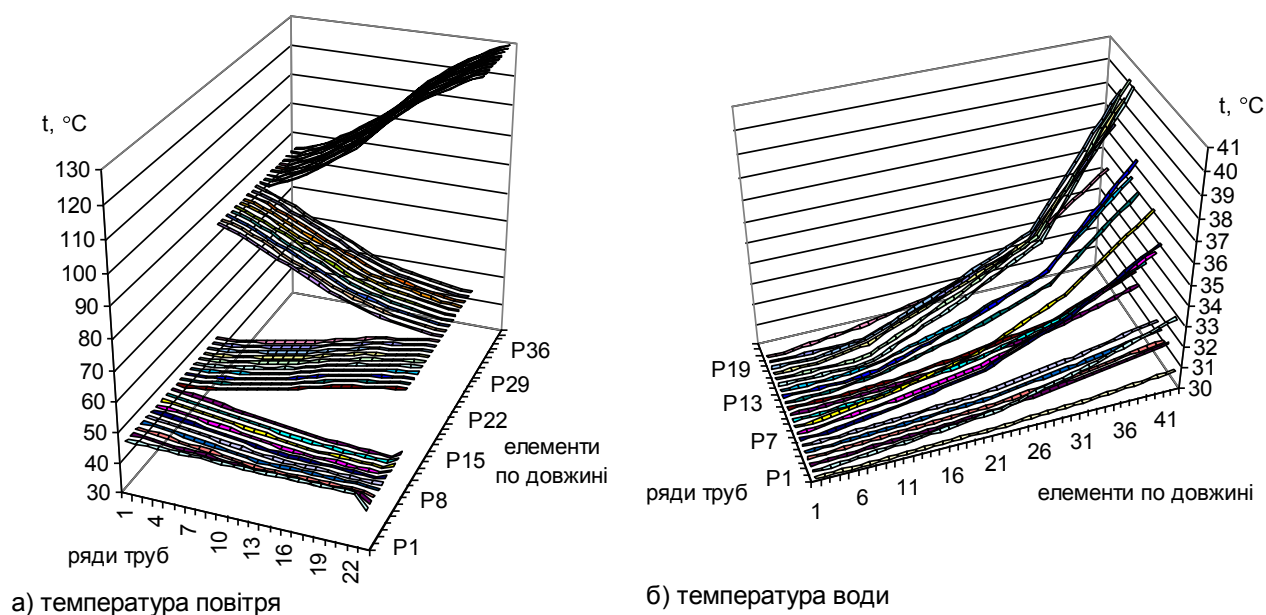 t, °C
130
120
110
100
90
80
70
60
50
40
30
1
4
7
10
13
16
19
22
ряди труб
P1
P8
P15
P22
P29
P36
елементи
по довжині
а) температура повітря
t, °C
41
40
39
38
37
36
35
34
33
32
31
30
P19
P13
P7
P1
ряди труб
1
6
11
16
21
26
31
36
41
елементи по довжині
б) температура води